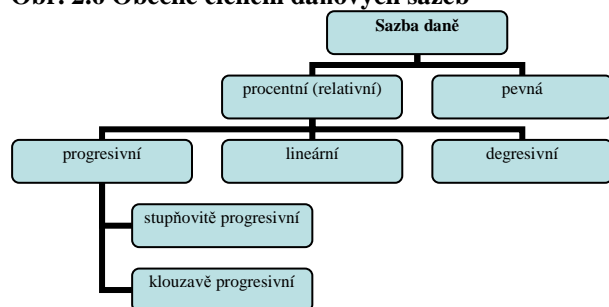 Obr. 2.6 Obecné členění daňových sazeb
Sazba daně
procentní (relativní)
pevná
progresivní
lineární
degresivní
stupňovitě progresivní
klouzavě progresivní